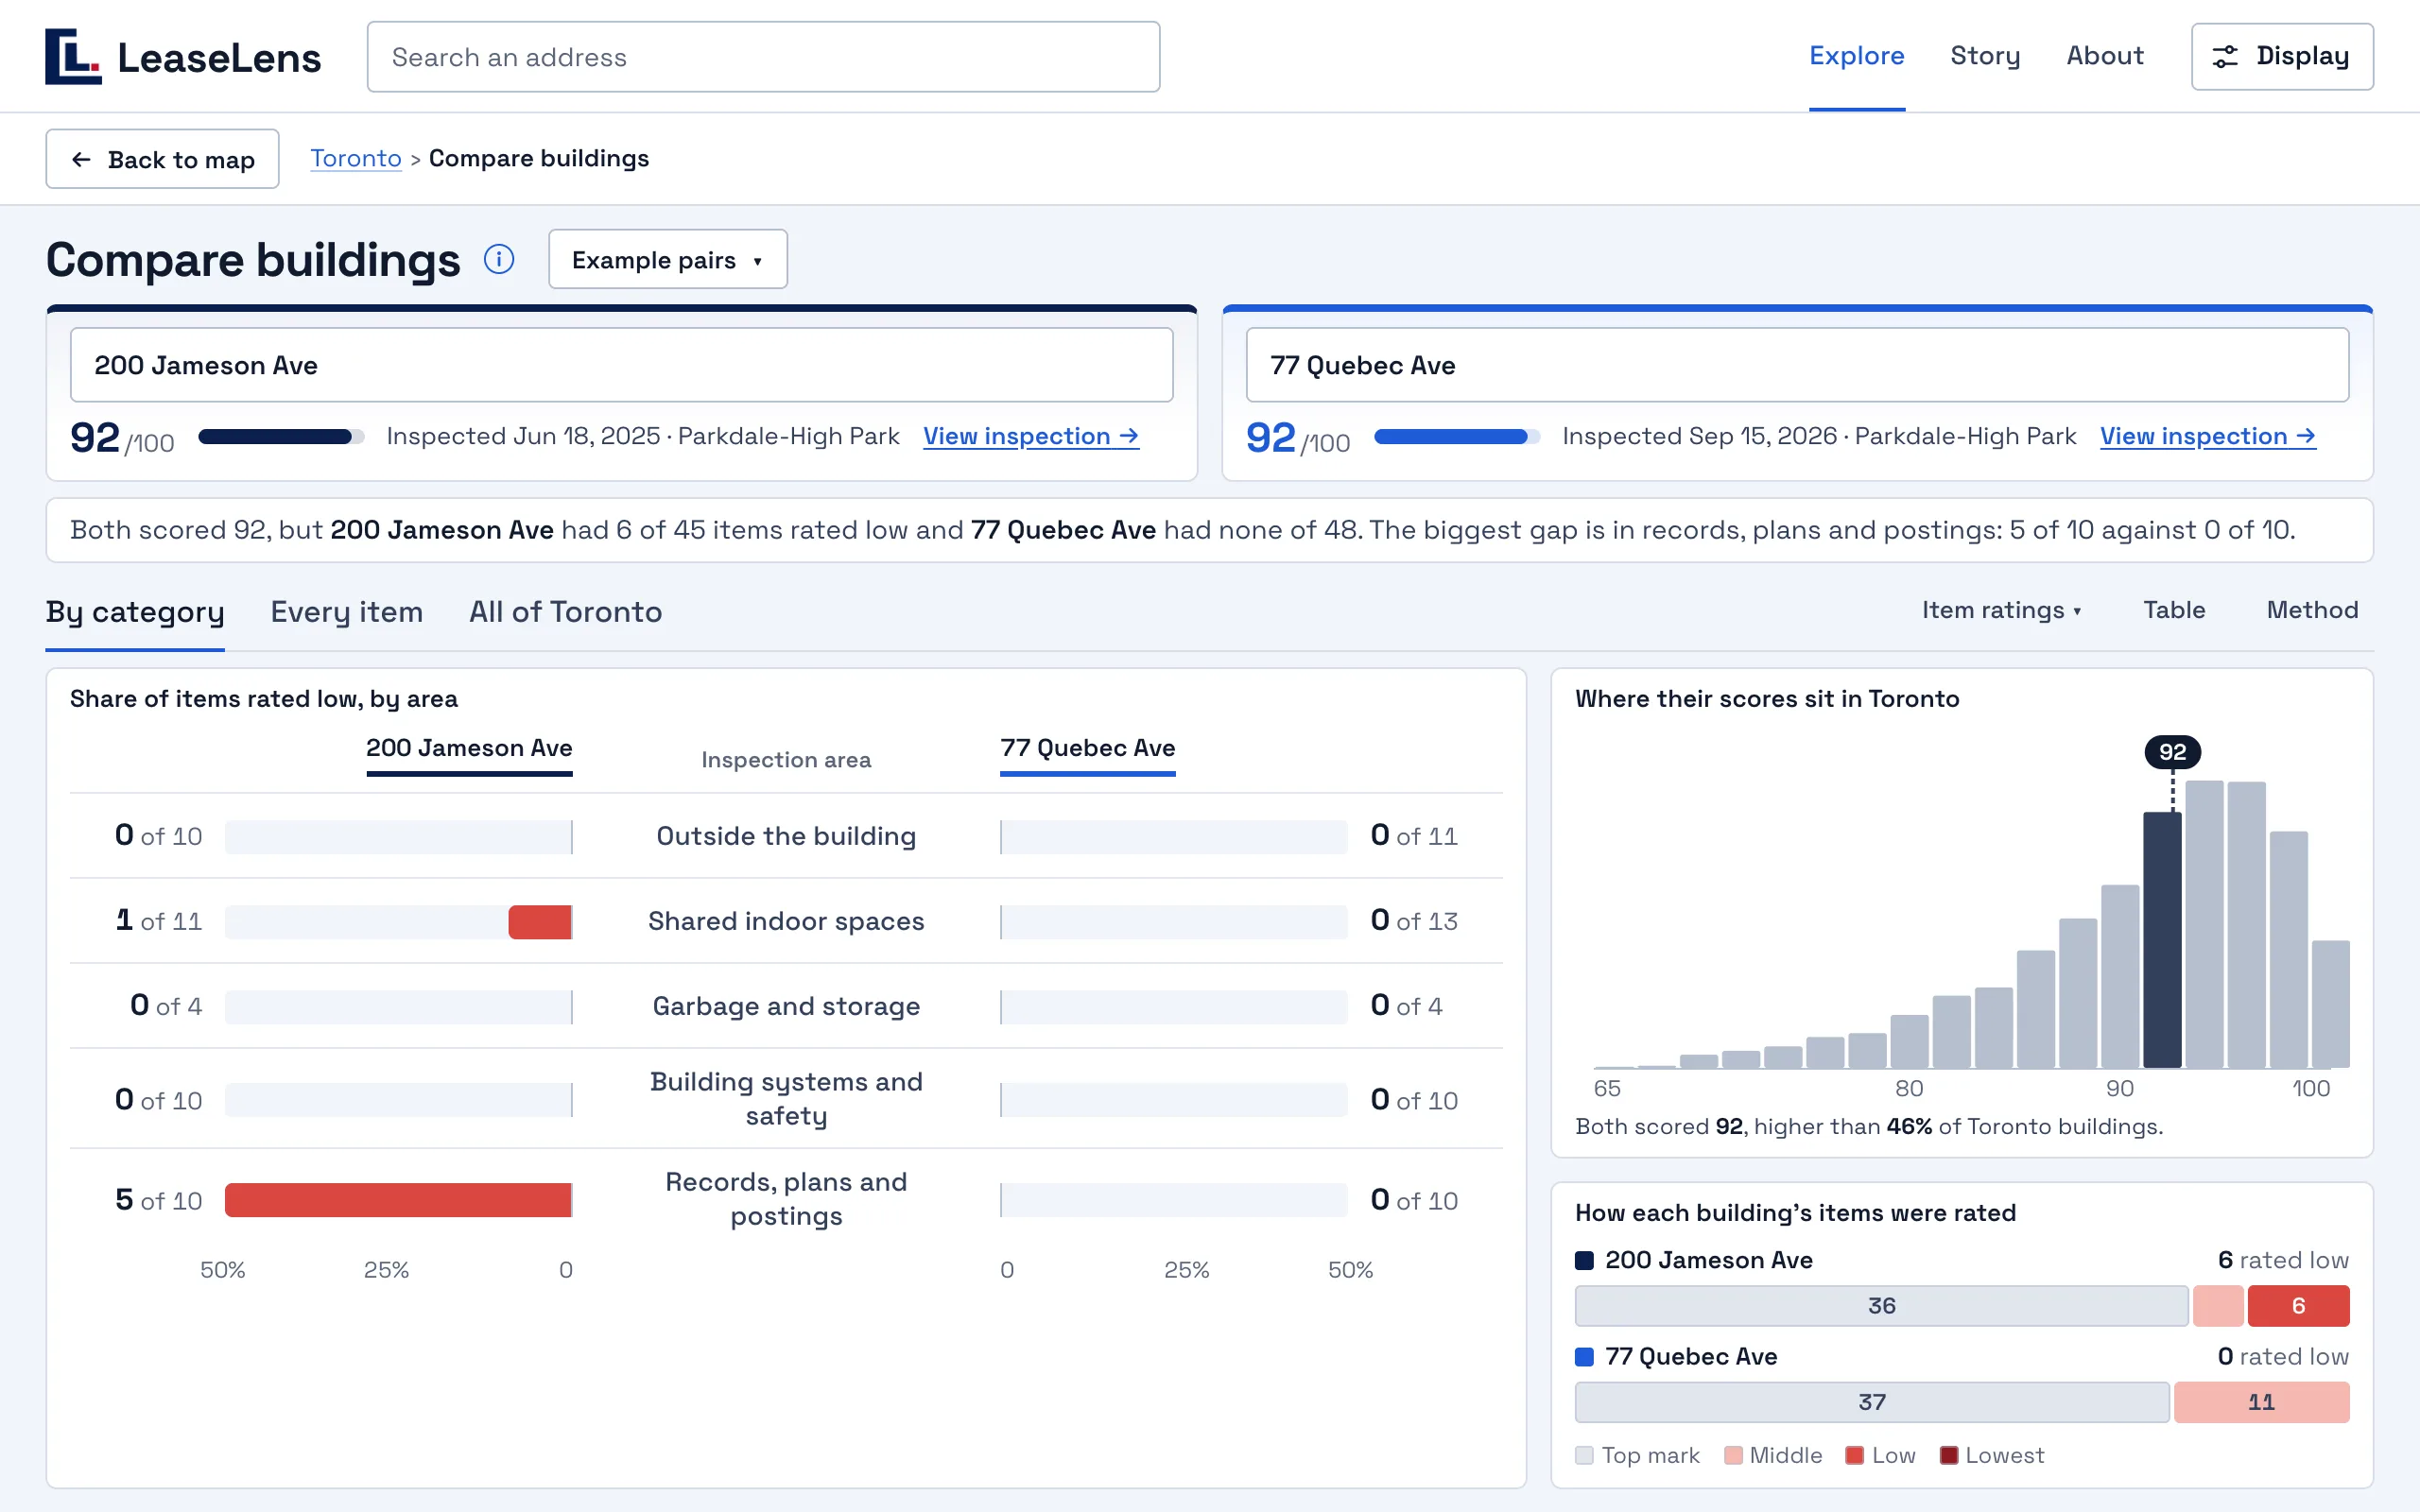 LeaseLens
Search an address
Explore
Story
About
Display
← Back to map
Toronto > Compare buildings
Compare buildings
Example pairs ▾
200 Jameson Ave
92/100
Inspected Jun 18, 2025 · Parkdale-High Park
View inspection →
77 Quebec Ave
92/100
Inspected Sep 15, 2026 · Parkdale-High Park
View inspection →
Both scored 92, but 200 Jameson Ave had 6 of 45 items rated low and 77 Quebec Ave had none of 48. The biggest gap is in records, plans and postings: 5 of 10 against 0 of 10.
By category
Every item
All of Toronto
Item ratings ▾
Table
Method
Share of items rated low, by area
200 Jameson Ave
Inspection area
77 Quebec Ave
0 of 10
Outside the building
0 of 11
1 of 11
Shared indoor spaces
0 of 13
0 of 4
Garbage and storage
0 of 4
0 of 10
Building systems and
safety
0 of 10
5 of 10
Records, plans and
postings
0 of 10
50%
25%
0
0
25%
50%
Where their scores sit in Toronto
92
65
80
90
100
Both scored 92, higher than 46% of Toronto buildings.
How each building's items were rated
200 Jameson Ave
6 rated low
36
6
77 Quebec Ave
0 rated low
37
11
Top mark
Middle
Low
Lowest